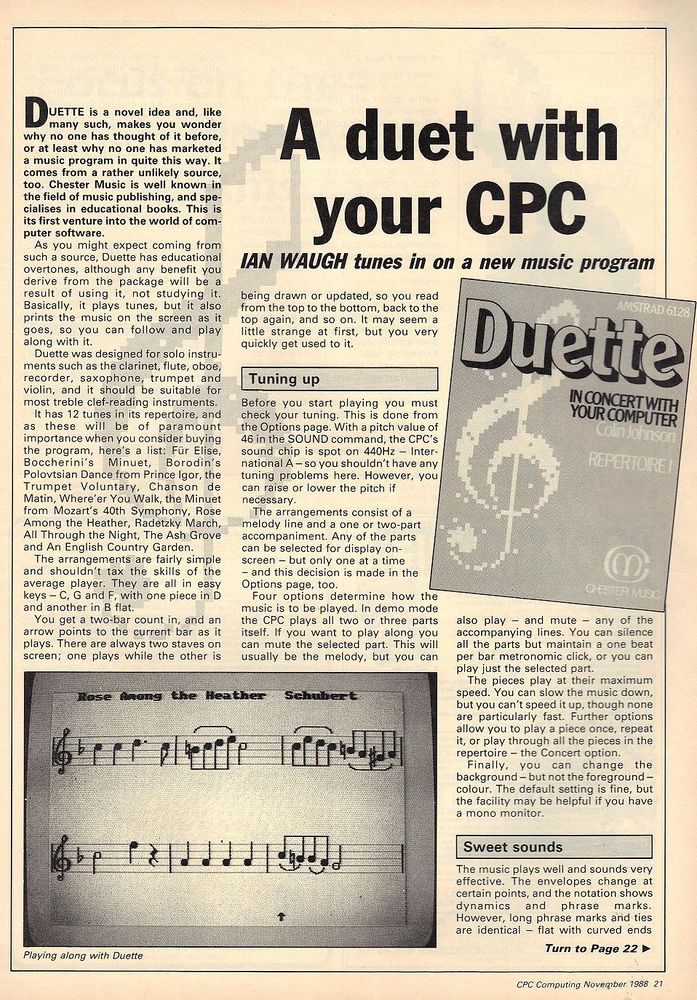 A duet with
your CPC
IAN WAUGH tunes in on a new music program
DUETTE is a novel idea and, like
many such, makes you wonder
why no one has thought of it before,
or at least why no one has marketed
a music program in quite this way. It
comes from a rather unlikely source,
too. Chester Music is well known in
the field of music publishing, and spe-
cialises in educational books. This is
its first venture into the world of com-
puter software.
As you might expect coming from
such a source, Duette has educational
overtones, although any benefit you
derive from the package will be a
result of using it, not studying it.
Basically, it plays tunes, but it also
prints the music on the screen as it
goes, so you can follow and play
along with it.
Duette was designed for solo instru-
ments such as the clarinet, flute, oboe,
recorder, saxophone, trumpet and
violin, and it should be suitable for
most treble clef-reading instruments.
It has 12 tunes in its repertoire, and
as these will be of paramount
importance when you consider buying
the program, here's a list: Für Elise,
Boccherini's Minuet, Borodin's
Polovtsian Dance from Prince Igor, the
Trumpet Voluntary, Chanson de
Matin, Where'er You Walk, the Minuet
from Mozart's 40th Symphony, Rose
Among the Heather, Radetzky March,
All Through the Night, The Ash Grove
and An English Country Garden.
The arrangements are fairly simple
and shouldn't tax the skills of the
average player. They are all in easy
keys – C, G and F, with one piece in D
and another in B flat.
You get a two-bar count in, and an
arrow points to the current bar as it
plays. There are always two staves on
screen; one plays while the other is
being drawn or updated, so you read
from the top to the bottom, back to the
top again, and so on. It may seem a
little strange at first, but you very
quickly get used to it.
Tuning up
Before you start playing you must
check your tuning. This is done from
the Options page. With a pitch value of
46 in the SOUND command, the CPC's
sound chip is spot on 440Hz – Inter-
national A – so you shouldn't have any
tuning problems here. However, you
can raise or lower the pitch if
necessary.
The arrangements consist of a
melody line and a one or two-part
accompaniment. Any of the parts
can be selected for display on-
screen – but only one at a time
– and this decision is made in the
Options page, too.
Four options determine how the
music is to be played. In demo mode
the CPC plays all two or three parts
itself. If you want to play along you
can mute the selected part. This will
usually be the melody, but you can
AMSTRAD 6128
Duette
IN CONCERT WITH
YOUR COMPUTER
Colin Johnson
REPERTOIRE 1
CM
CHESTER MUSIC
also play – and mute – any of the
accompanying lines. You can silence
all the parts but maintain a one beat
per bar metronomic click, or you can
play just the selected part.
The pieces play at their maximum
speed. You can slow the music down,
but you can't speed it up, though none
are particularly fast. Further options
allow you to play a piece once, repeat
it, or play through all the pieces in the
repertoire – the Concert option.
Finally, you can change the
background – but not the foreground –
colour. The default setting is fine, but
the facility may be helpful if you have
a mono monitor.
Sweet sounds
The music plays well and sounds very
effective. The envelopes change at
certain points, and the notation shows
dynamics and phrase marks.
However, long phrase marks and ties
are identical – flat with curved ends
Turn to Page 22 ►
Rose Among the Heather Schubert
Playing along with Duette
CPC Computing November 1988 21